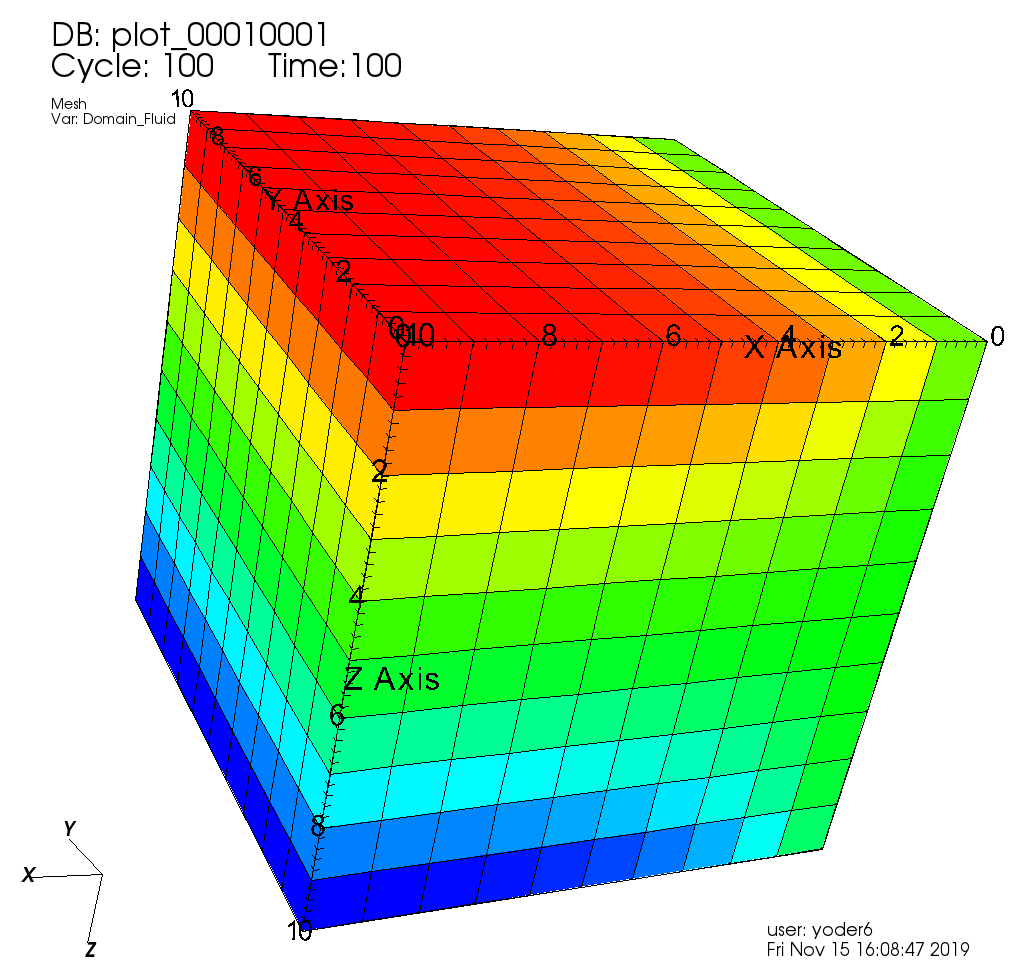 DB: plot_00010001
Cycle: 100 Time:100
Mesh
Var: Domain_Fluid
10
8
6
Y Axis
4
2
0
0
10
8
6
4
X Axis
2
0
2
4
Z Axis
6
8
10
Y
X
Z
user: yoder6
Fri Nov 15 16:08:47 2019